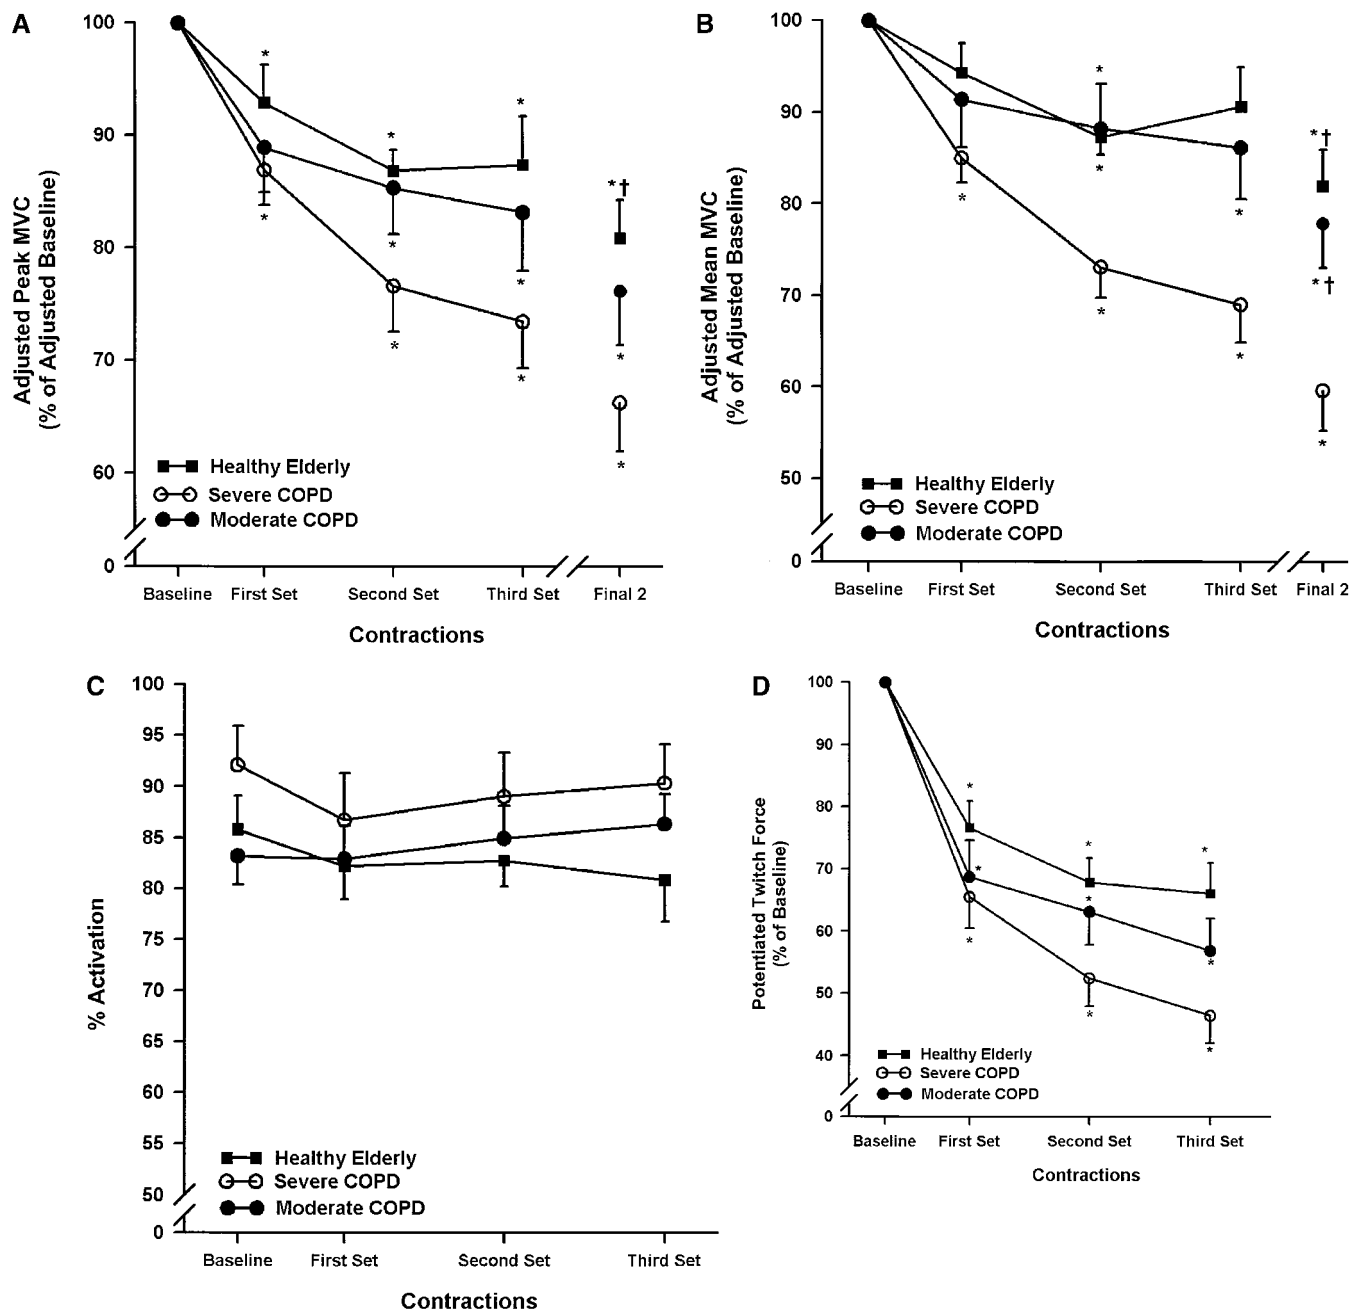 A
100
90
80
70
60
0
Adjusted Peak MVC
(% of Adjusted Baseline)
*
*
*
*†
*
*
*
*
*
*
*
Healthy Elderly
Severe COPD
Moderate COPD
Baseline First Set Second Set Third Set Final 2
Contractions
B
100
90
80
70
60
50
0
Adjusted Mean MVC
(% of Adjusted Baseline)
*
*†
*
*
*
*†
*
*
*
Healthy Elderly
Severe COPD
Moderate COPD
Baseline First Set Second Set Third Set Final 2
Contractions
C
100
95
90
85
80
75
70
65
60
55
50
0
% Activation
Healthy Elderly
Severe COPD
Moderate COPD
Baseline First Set Second Set Third Set
Contractions
D
100
90
80
70
60
50
40
0
Potentiated Twitch Force
(% of Baseline)
*
*
*
*
*
*
*
*
*
Healthy Elderly
Severe COPD
Moderate COPD
Baseline First Set Second Set Third Set
Contractions